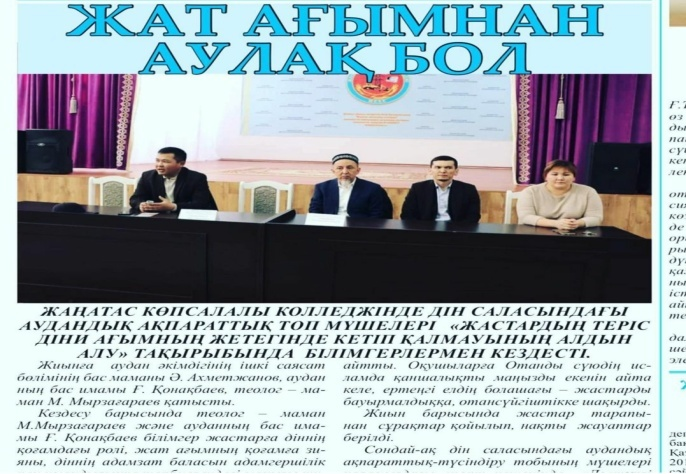 ЖАТ АҒЫМНАН
АУЛАҚ БОЛ
ЖАҢАТАС КӨПСАЛАЛЫ КОЛЛЕДЖІНДЕ ДІН САЛАСЫНДАҒЫ
АУДАНДЫҚ АҚПАРАТТЫҚ ТОП МҮШЕЛЕРІ «ЖАСТАРДЫҢ ТЕРІС
ДІНИ АҒЫМНЫҢ ЖЕТЕГІНДЕ КЕТІП ҚАЛМАУЫНЫҢ АЛДЫН
АЛУ» ТАҚЫРЫБЫНДА БІЛІМГЕРЛЕРМЕН КЕЗДЕСТІ.
Жиынға аудан әкімдігінің ішкі саясат
бөлімінің бас маманы Ә. Ахметжанов, аудан
ның бас имамы Ғ. Қонақбаев, теолог – ма-
ман М. Мырзағараев қатысты.
Кездесу барысында теолог – маман
М.Мырзағараев және ауданның бас има-
мы Ғ. Қонақбаев білімгер жастарға діннің
қоғамдағы ролі, жат ағымның қоғамға зи-
яны, діннің адамзат баласын адамгершілік
айтты. Оқушыларға Отанды сүюдің ис-
ламда қаншалықты маңызды екенін айта
келе, ертеңгі елдің болашағы – жастарды
бауырмалдыққа, отансүйгіштікке шақырды.
Жиын барысында жастар тарапы-
нан сұрақтар қойылып, нақты жауаптар
берілді.
Сондай-ақ дін саласындағы аудандық
ақпараттық-түсіндіру тобының мүшелері